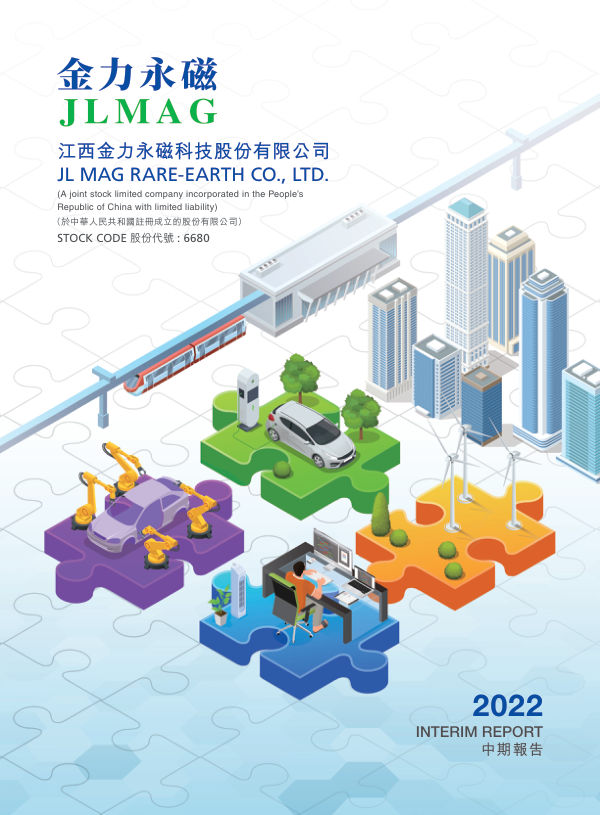 金力永磁
JLMAG
江西金力永磁科技股份有限公司
JL MAG RARE-EARTH CO., LTD.
(A joint stock limited company incorporated in the People's
Republic of China with limited liability)
(於中華人民共和國註冊成立的股份有限公司)
STOCK CODE 股份代號 : 6680
2022
INTERIM REPORT
中期報告